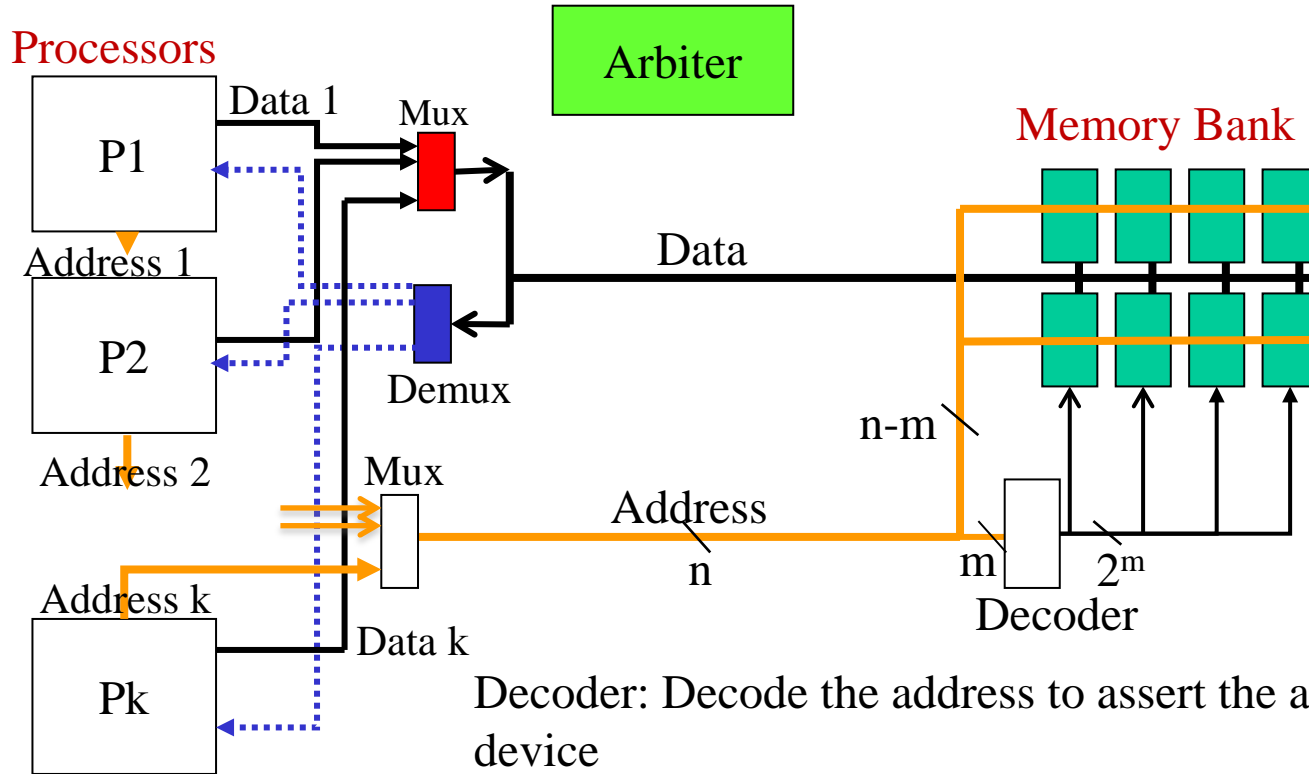 Processors
Arbiter
Data 1
Mux
Memory Bank
P1
Address 1
Data
P2
Demux
n-m
Address 2
Mux
Address
n
m
2ᵐ
Address k
Decoder
Data k
Pk
Decoder: Decode the address to assert the a
device